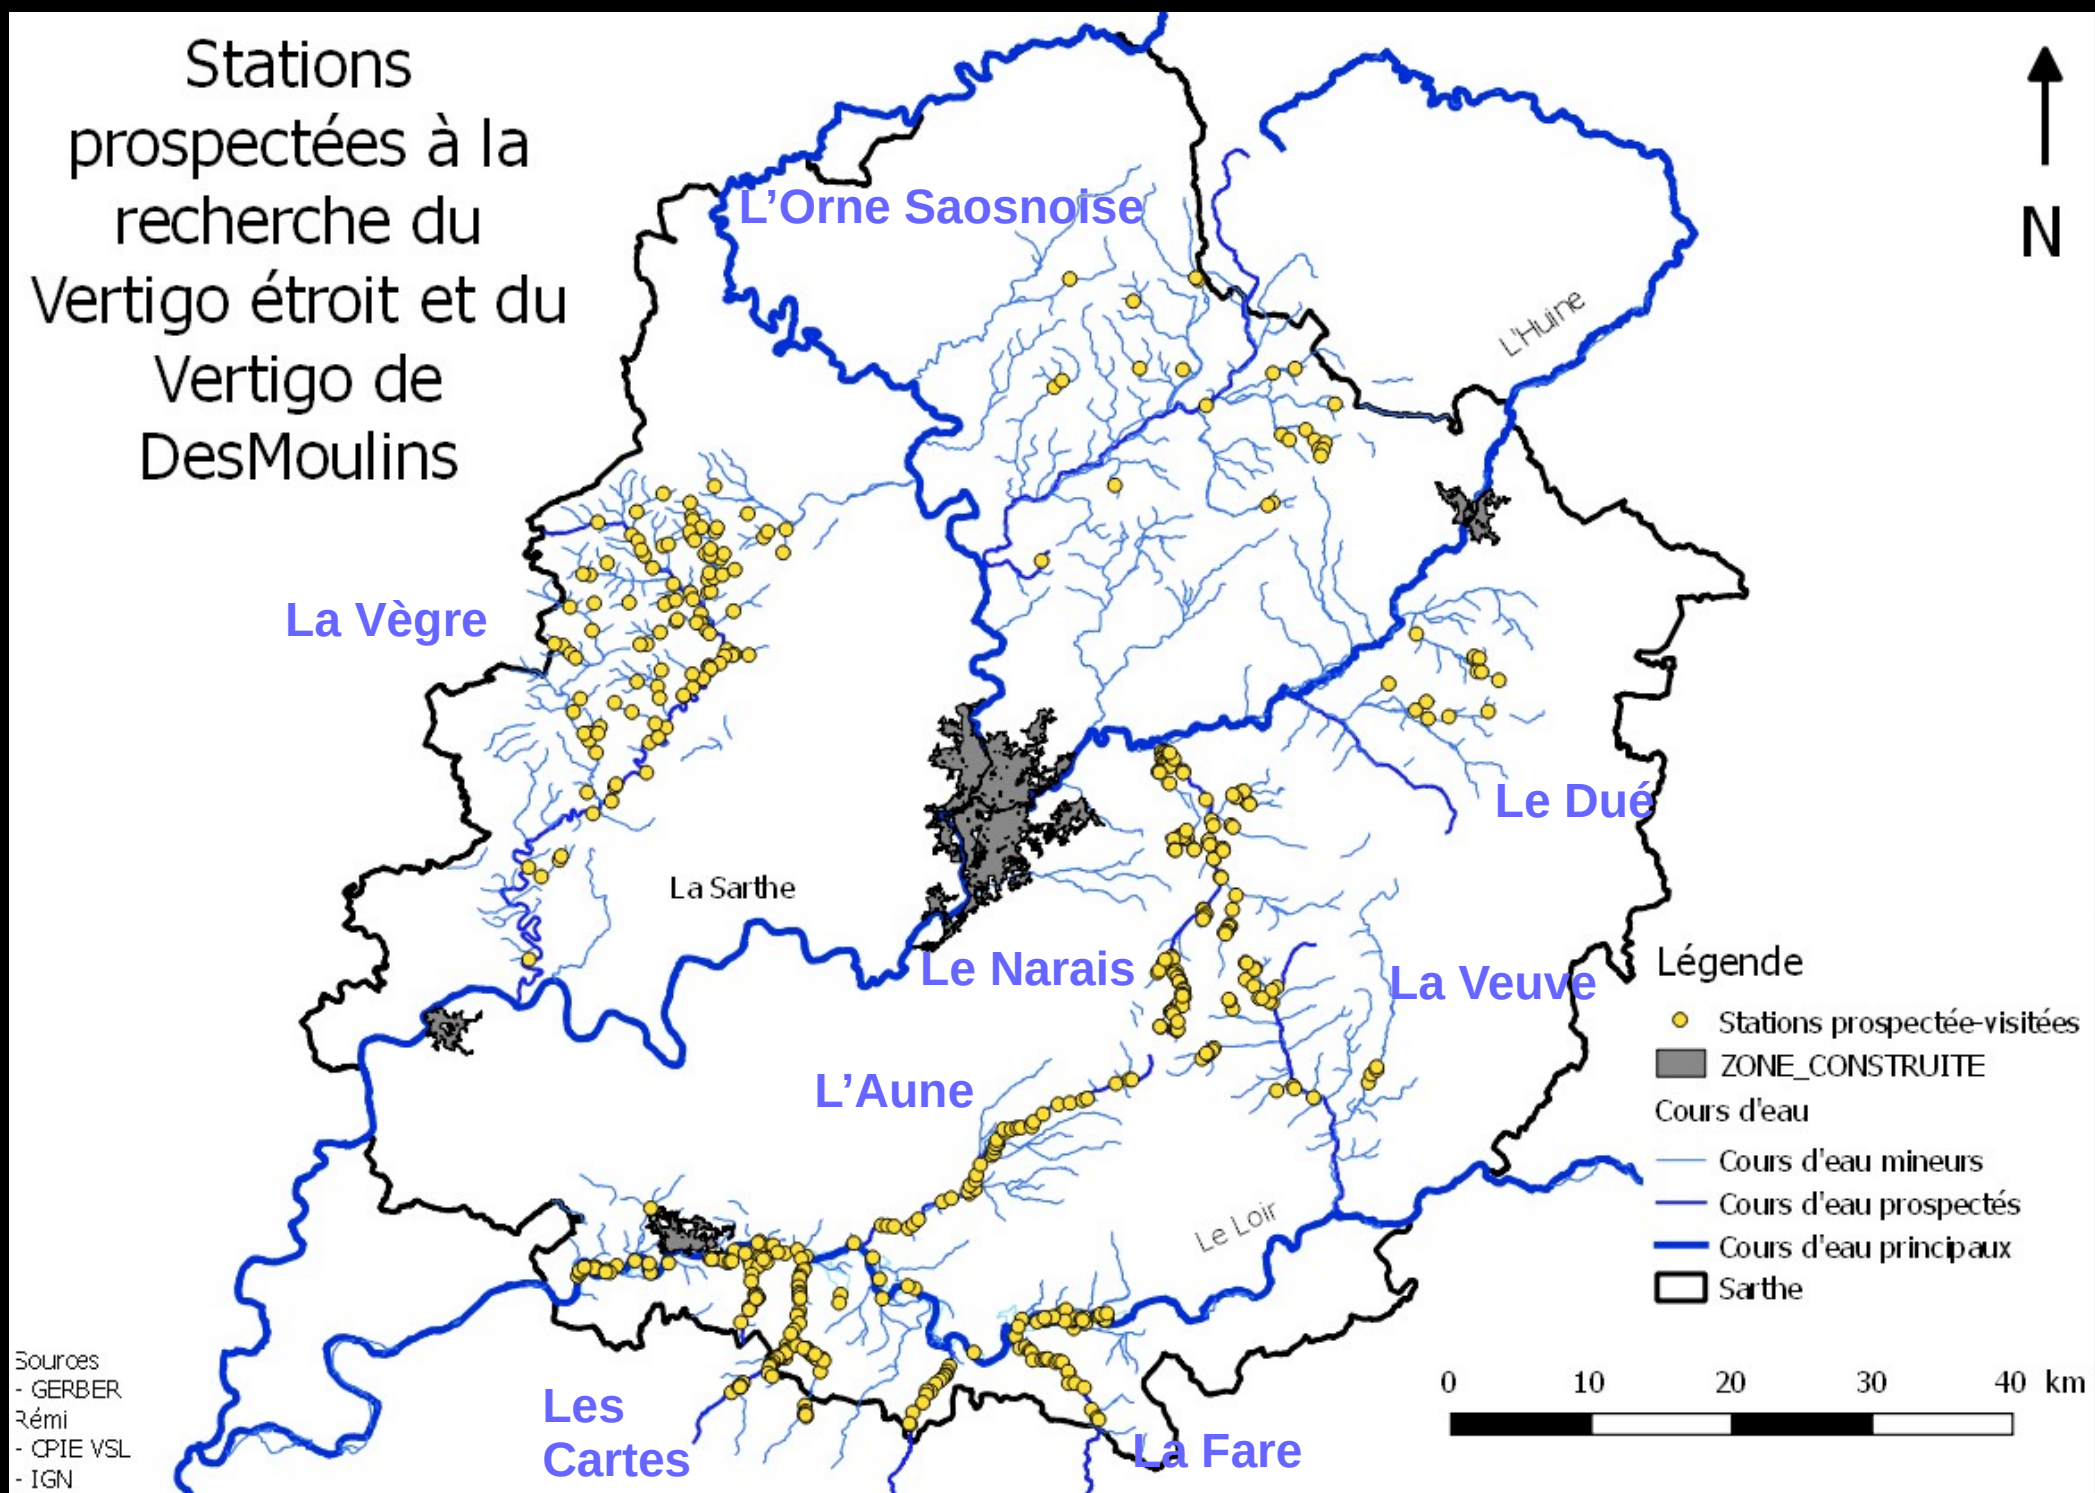 Stations
prospectées à la
recherche du
Vertigo étroit et du
Vertigo de
DesMoulins
N
L'Orne Saosnoise
L'Huine
La Vègre
Le Dué
La Sarthe
Le Narais
La Veuve
L'Aune
Le Loir
Les
Cartes
La Fare
Légende
Stations prospectée-visitées
ZONE_CONSTRUITE
Cours d'eau
Cours d'eau mineurs
Cours d'eau prospectés
Cours d'eau principaux
Sarthe
0 10 20 30 40 km
Sources
- GERBER
Rémi
- CPIE VSL
- IGN